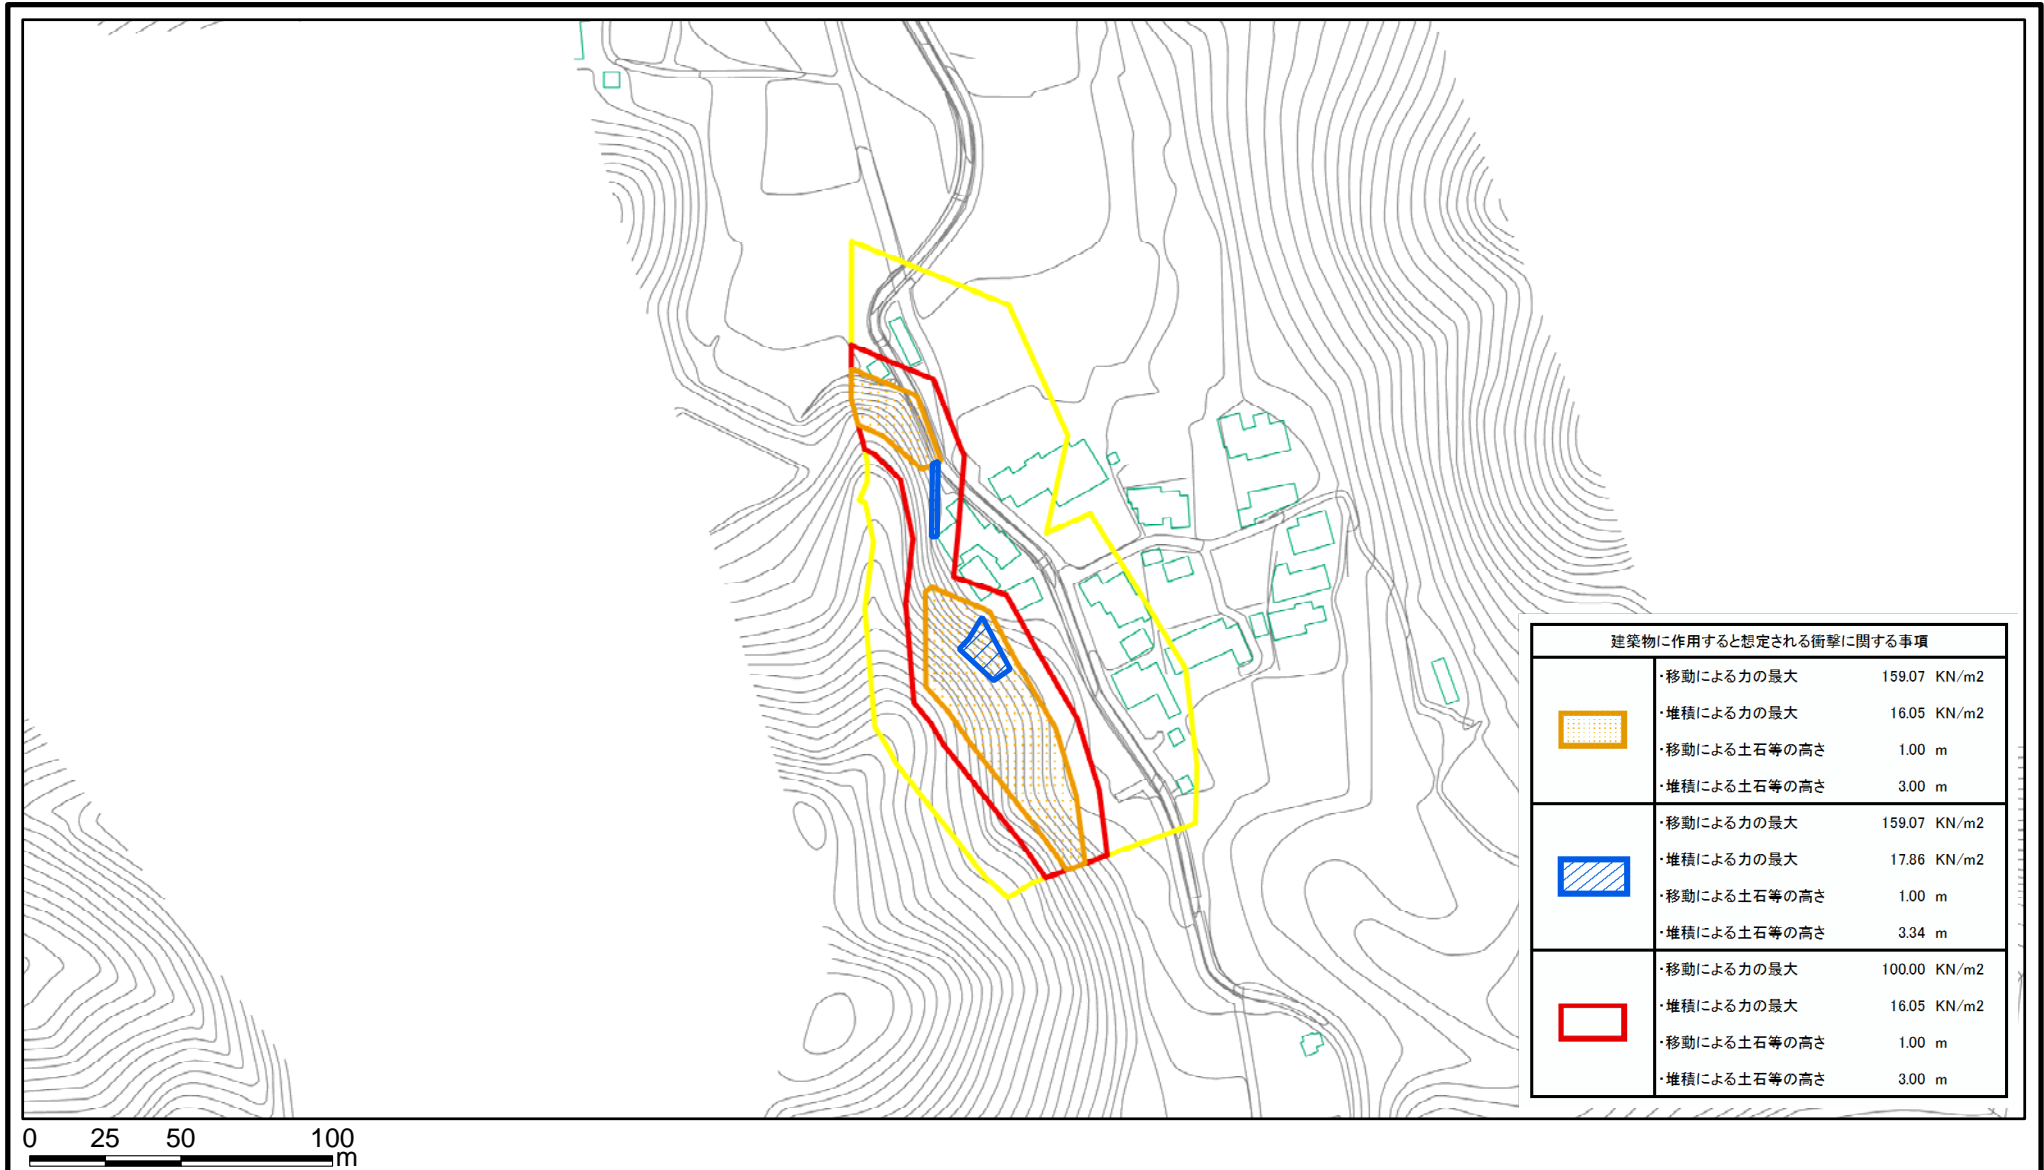 建築物に作用すると想定される衝撃に関する事項
・移動による力の最大 159.07 KN/m2
・堆積による力の最大 16.05 KN/m2
・移動による土石等の高さ 1.00 m
・堆積による土石等の高さ 3.00 m
・移動による力の最大 159.07 KN/m2
・堆積による力の最大 17.86 KN/m2
・移動による土石等の高さ 1.00 m
・堆積による土石等の高さ 3.34 m
・移動による力の最大 100.00 KN/m2
・堆積による力の最大 16.05 KN/m2
・移動による土石等の高さ 1.00 m
・堆積による土石等の高さ 3.00 m
0 25 50 100
m